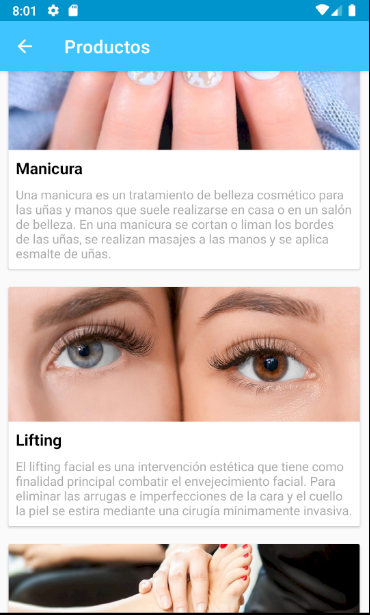 8:01
Productos
Manicura
Una manicura es un tratamiento de belleza cosmético para
las uñas y manos que suele realizarse en casa o en un salón
de belleza. En una manicura se cortan o liman los bordes
de las uñas, se realizan masajes a las manos y se aplica
esmalte de uñas.
Lifting
El lifting facial es una intervención estética que tiene como
finalidad principal combatir el envejecimiento facial. Para
eliminar las arrugas e imperfecciones de la cara y el cuello
la piel se estira mediante una cirugía minimamente invasiva.